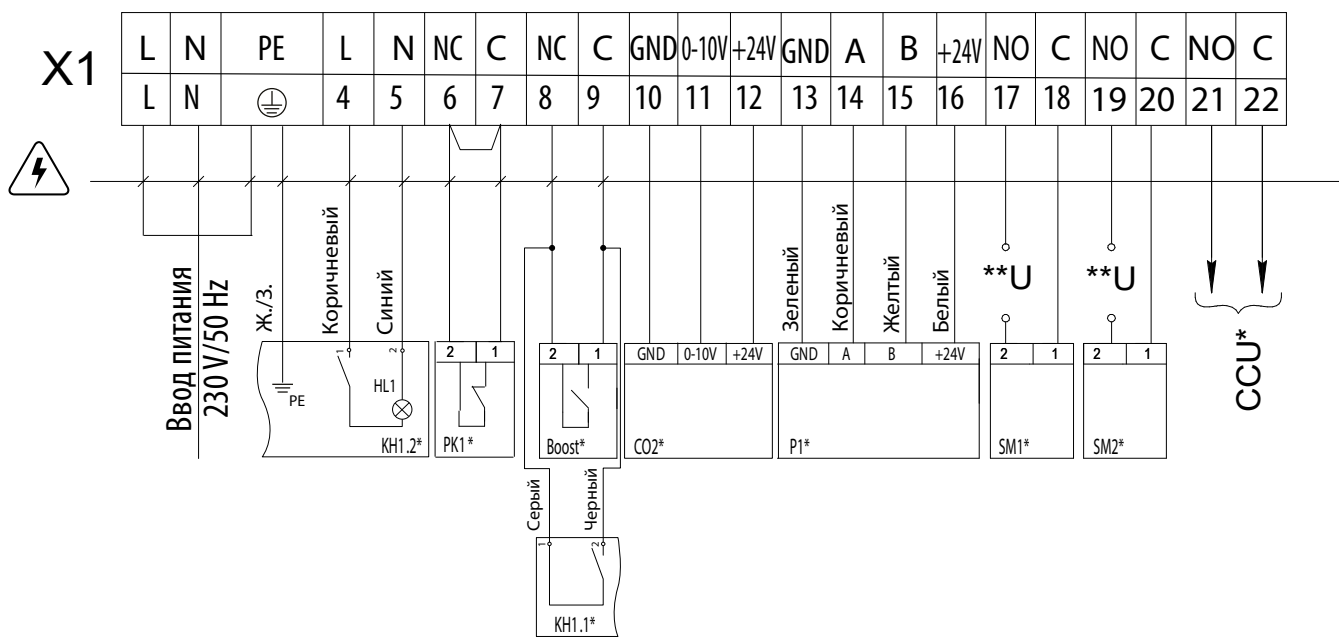 X1
L N PE L N NC C NC C GND 0-10V +24V GND A B +24V NO C NO C NO C
L N 4 5 6 7 8 9 10 11 12 13 14 15 16 17 18 19 20 21 22
Ввод питания
230 V/50 Hz
Ж./З.
Коричневый
Синий
Зеленый
Коричневый
Желтый
Белый
**U
**U
CCU*
1 2
PE
HL1
KH1.2*
2 1
PK1*
2 1
Boost*
GND 0-10V +24V
CO2*
GND A B +24V
P1*
2 1
SM1*
2 1
SM2*
Серый
Черный
1 2
KH1.1*